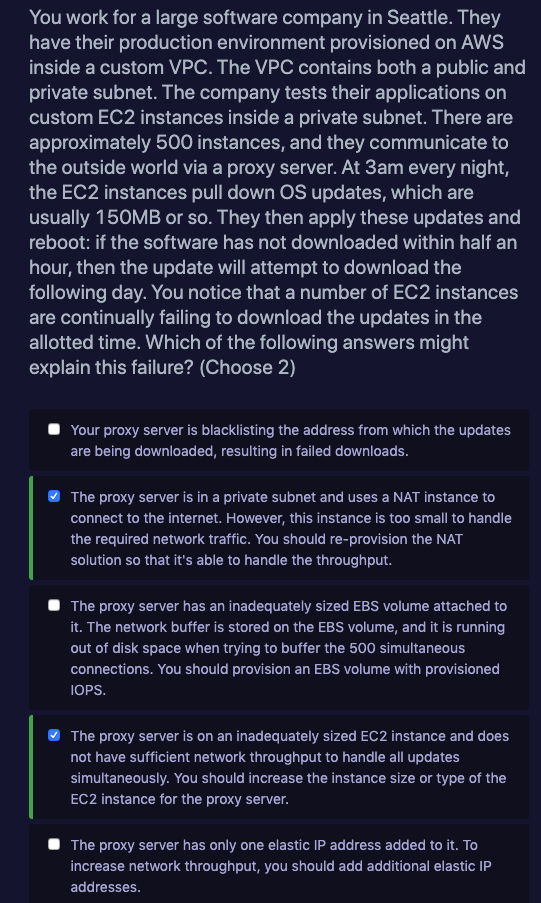 You work for a large software company in Seattle. They
have their production environment provisioned on AWS
inside a custom VPC. The VPC contains both a public and
private subnet. The company tests their applications on
custom EC2 instances inside a private subnet. There are
approximately 500 instances, and they communicate to
the outside world via a proxy server. At 3am every night,
the EC2 instances pull down OS updates, which are
usually 150MB or so. They then apply these updates and
reboot: if the software has not downloaded within half an
hour, then the update will attempt to download the
following day. You notice that a number of EC2 instances
are continually failing to download the updates in the
allotted time. Which of the following answers might
explain this failure? (Choose 2)
Your proxy server is blacklisting the address from which the updates
are being downloaded, resulting in failed downloads.
The proxy server is in a private subnet and uses a NAT instance to
connect to the internet. However, this instance is too small to handle
the required network traffic. You should re-provision the NAT
solution so that it's able to handle the throughput.
The proxy server has an inadequately sized EBS volume attached to
it. The network buffer is stored on the EBS volume, and it is running
out of disk space when trying to buffer the 500 simultaneous
connections. You should provision an EBS volume with provisioned
IOPS.
The proxy server is on an inadequately sized EC2 instance and does
not have sufficient network throughput to handle all updates
simultaneously. You should increase the instance size or type of the
EC2 instance for the proxy server.
The proxy server has only one elastic IP address added to it. To
increase network throughput, you should add additional elastic IP
addresses.